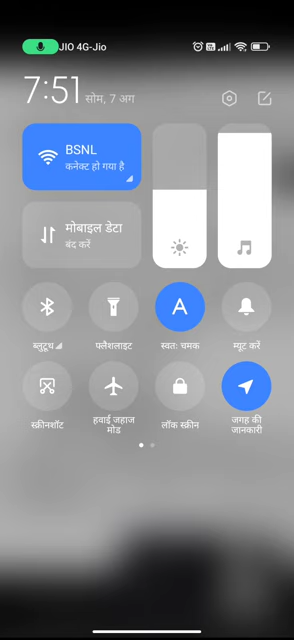 JIO 4G-Jio
7:51 सोम, 7 अग
BSNL
कनेक्ट हो गया है
मोबाइल डेटा
बंद करें
ब्लुटूथ
फ्लैशलाइट
स्वतः चमक
म्यूट करें
स्क्रीनशॉट
हवाई जहाज
मोड
लॉक स्क्रीन
जगह की
जानकारी